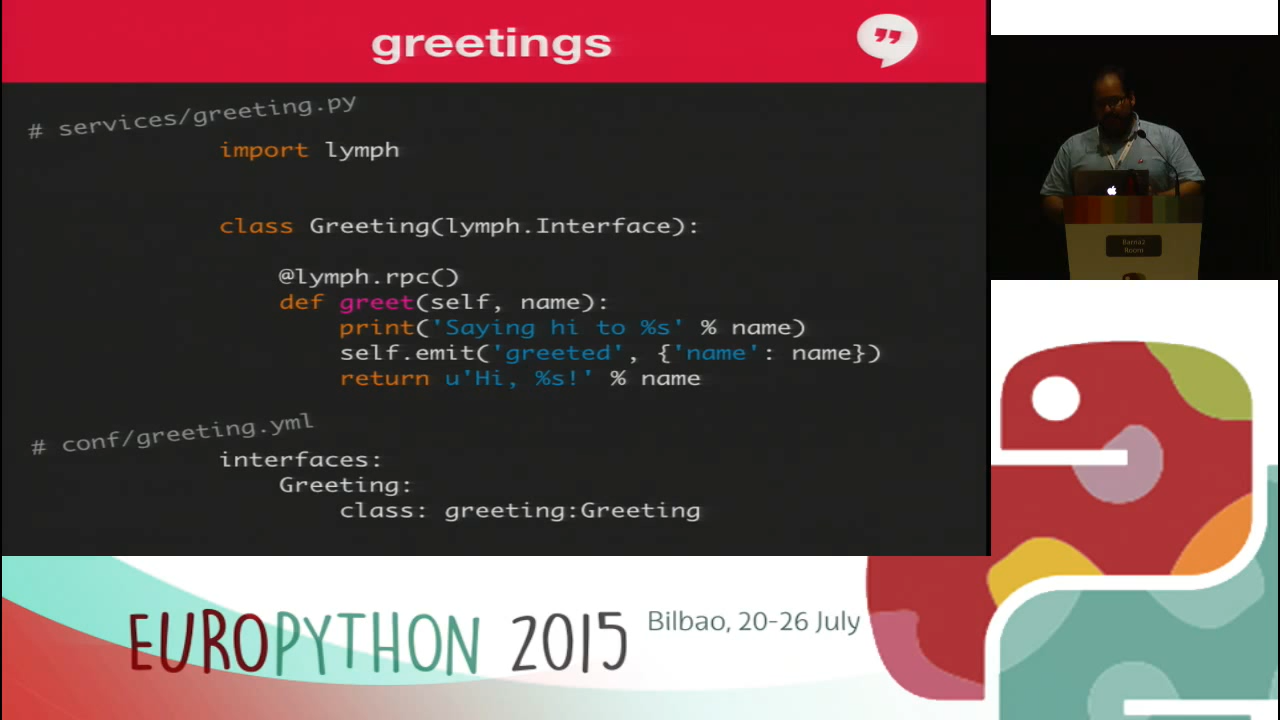 greetings
# services/greeting.py
import lymph
class Greeting(lymph.Interface):
@lymph.rpc()
def greet(self, name):
print('Saying hi to %s' % name)
self.emit('greeted', {'name': name})
return u'Hi, %s!' % name
# conf/greeting.yml
interfaces:
Greeting:
class: greeting:Greeting
Barria2
Room
EUROPYTHON 2015
Bilbao, 20-26 July